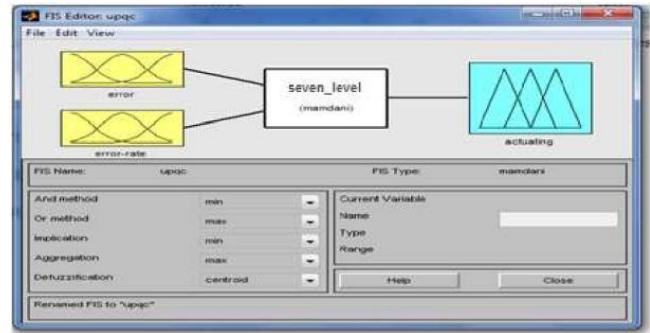 FIS Editor: upqc
File Edit View
error
error-rate
seven_level
(mamdani)
actuating
FIS Name: upqc
FIS Type: mamdani
And method min
Or method max
Implication min
Aggregation max
Defuzzification centroid
Current Variable
Name
Type
Range
Help Close
Renamed FIS to "upqc"